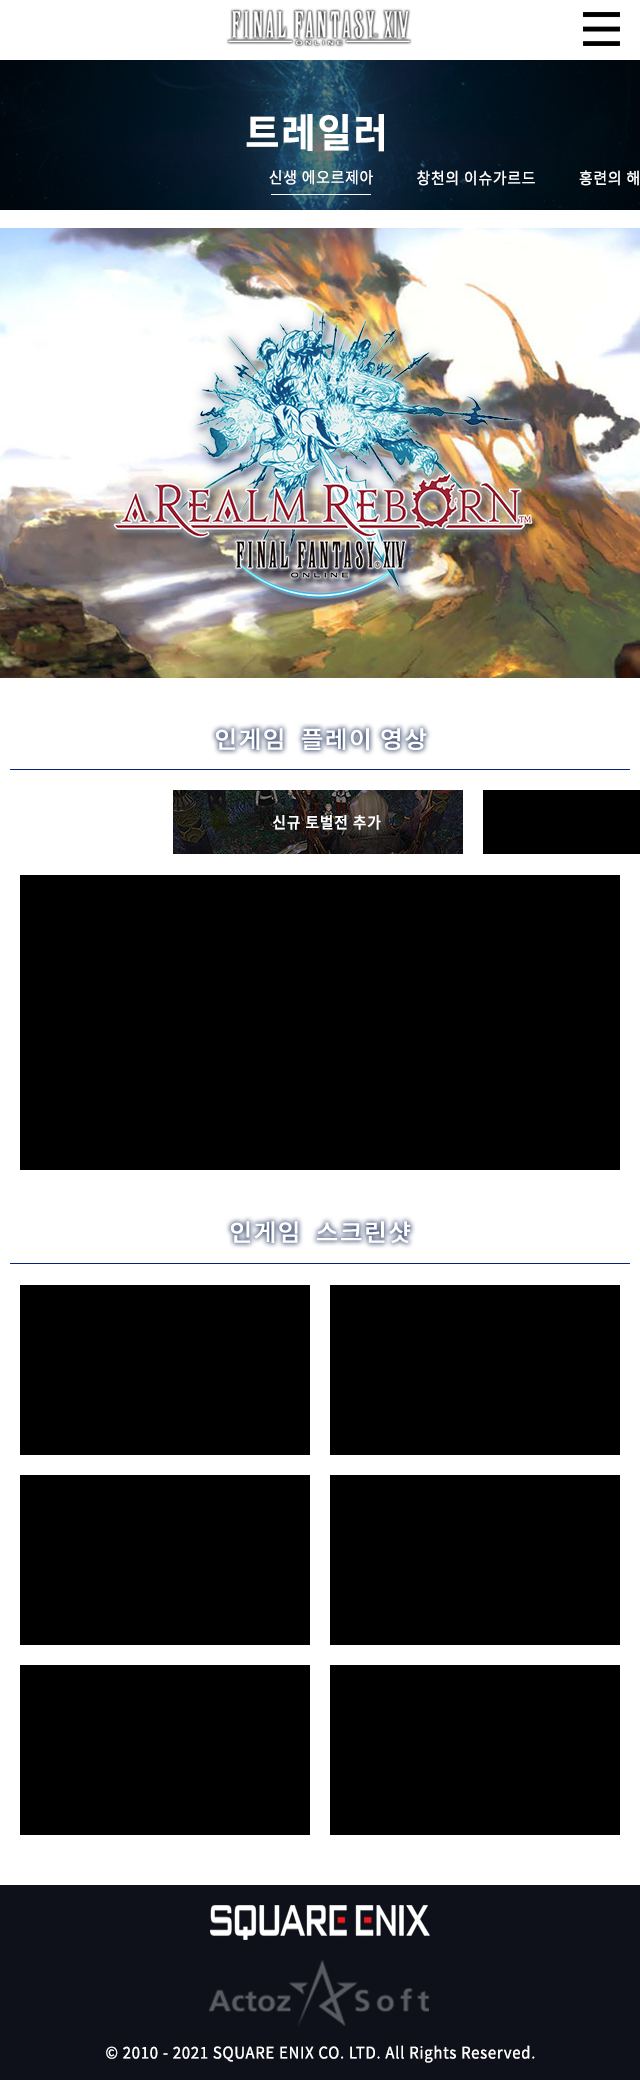 FINAL FANTASY XIV
ONLINE
트레일러
신생 에오르제아 창천의 이슈가르드 홍련의 해
A REALM REBORN™
FINAL FANTASY XIV
ONLINE
인게임 플레이 영상
신규 토벌전 추가
인게임 스크린샷
SQUARE ENIX
Actoz Soft
© 2010 - 2021 SQUARE ENIX CO. LTD. All Rights Reserved.